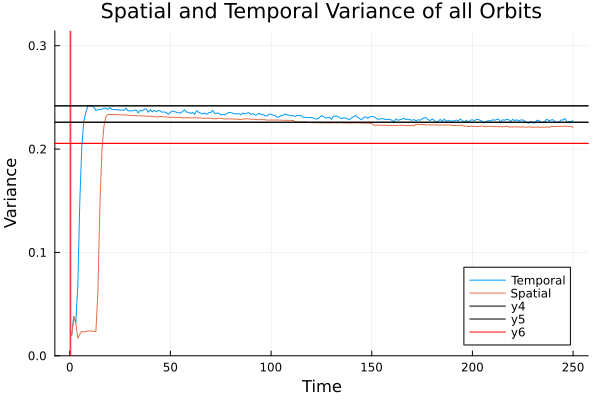 Spatial and Temporal Variance of all Orbits
0.3
0.2
0.1
0.0
Variance
0 50 100 150 200 250
Time
Temporal
Spatial
y4
y5
y6